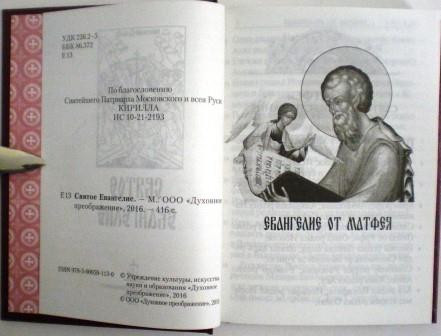 УДК 226.2-5
ББК 86.372
Е 13
По благословению
Святейшего Патриарха Московского и всея Руси
КИРИЛЛА
ИС 10-21-2193
Е13 Святое Евангелие. — М.: ООО «Духовное
преображение», 2016. — 416 с.
© Учреждение культуры, искусства,
науки и образования «Духовное
преображение», 2016
© ООО «Духовное преображение», 2016
ЕВАНГЕЛИЕ ОТ МАТФЕЯ